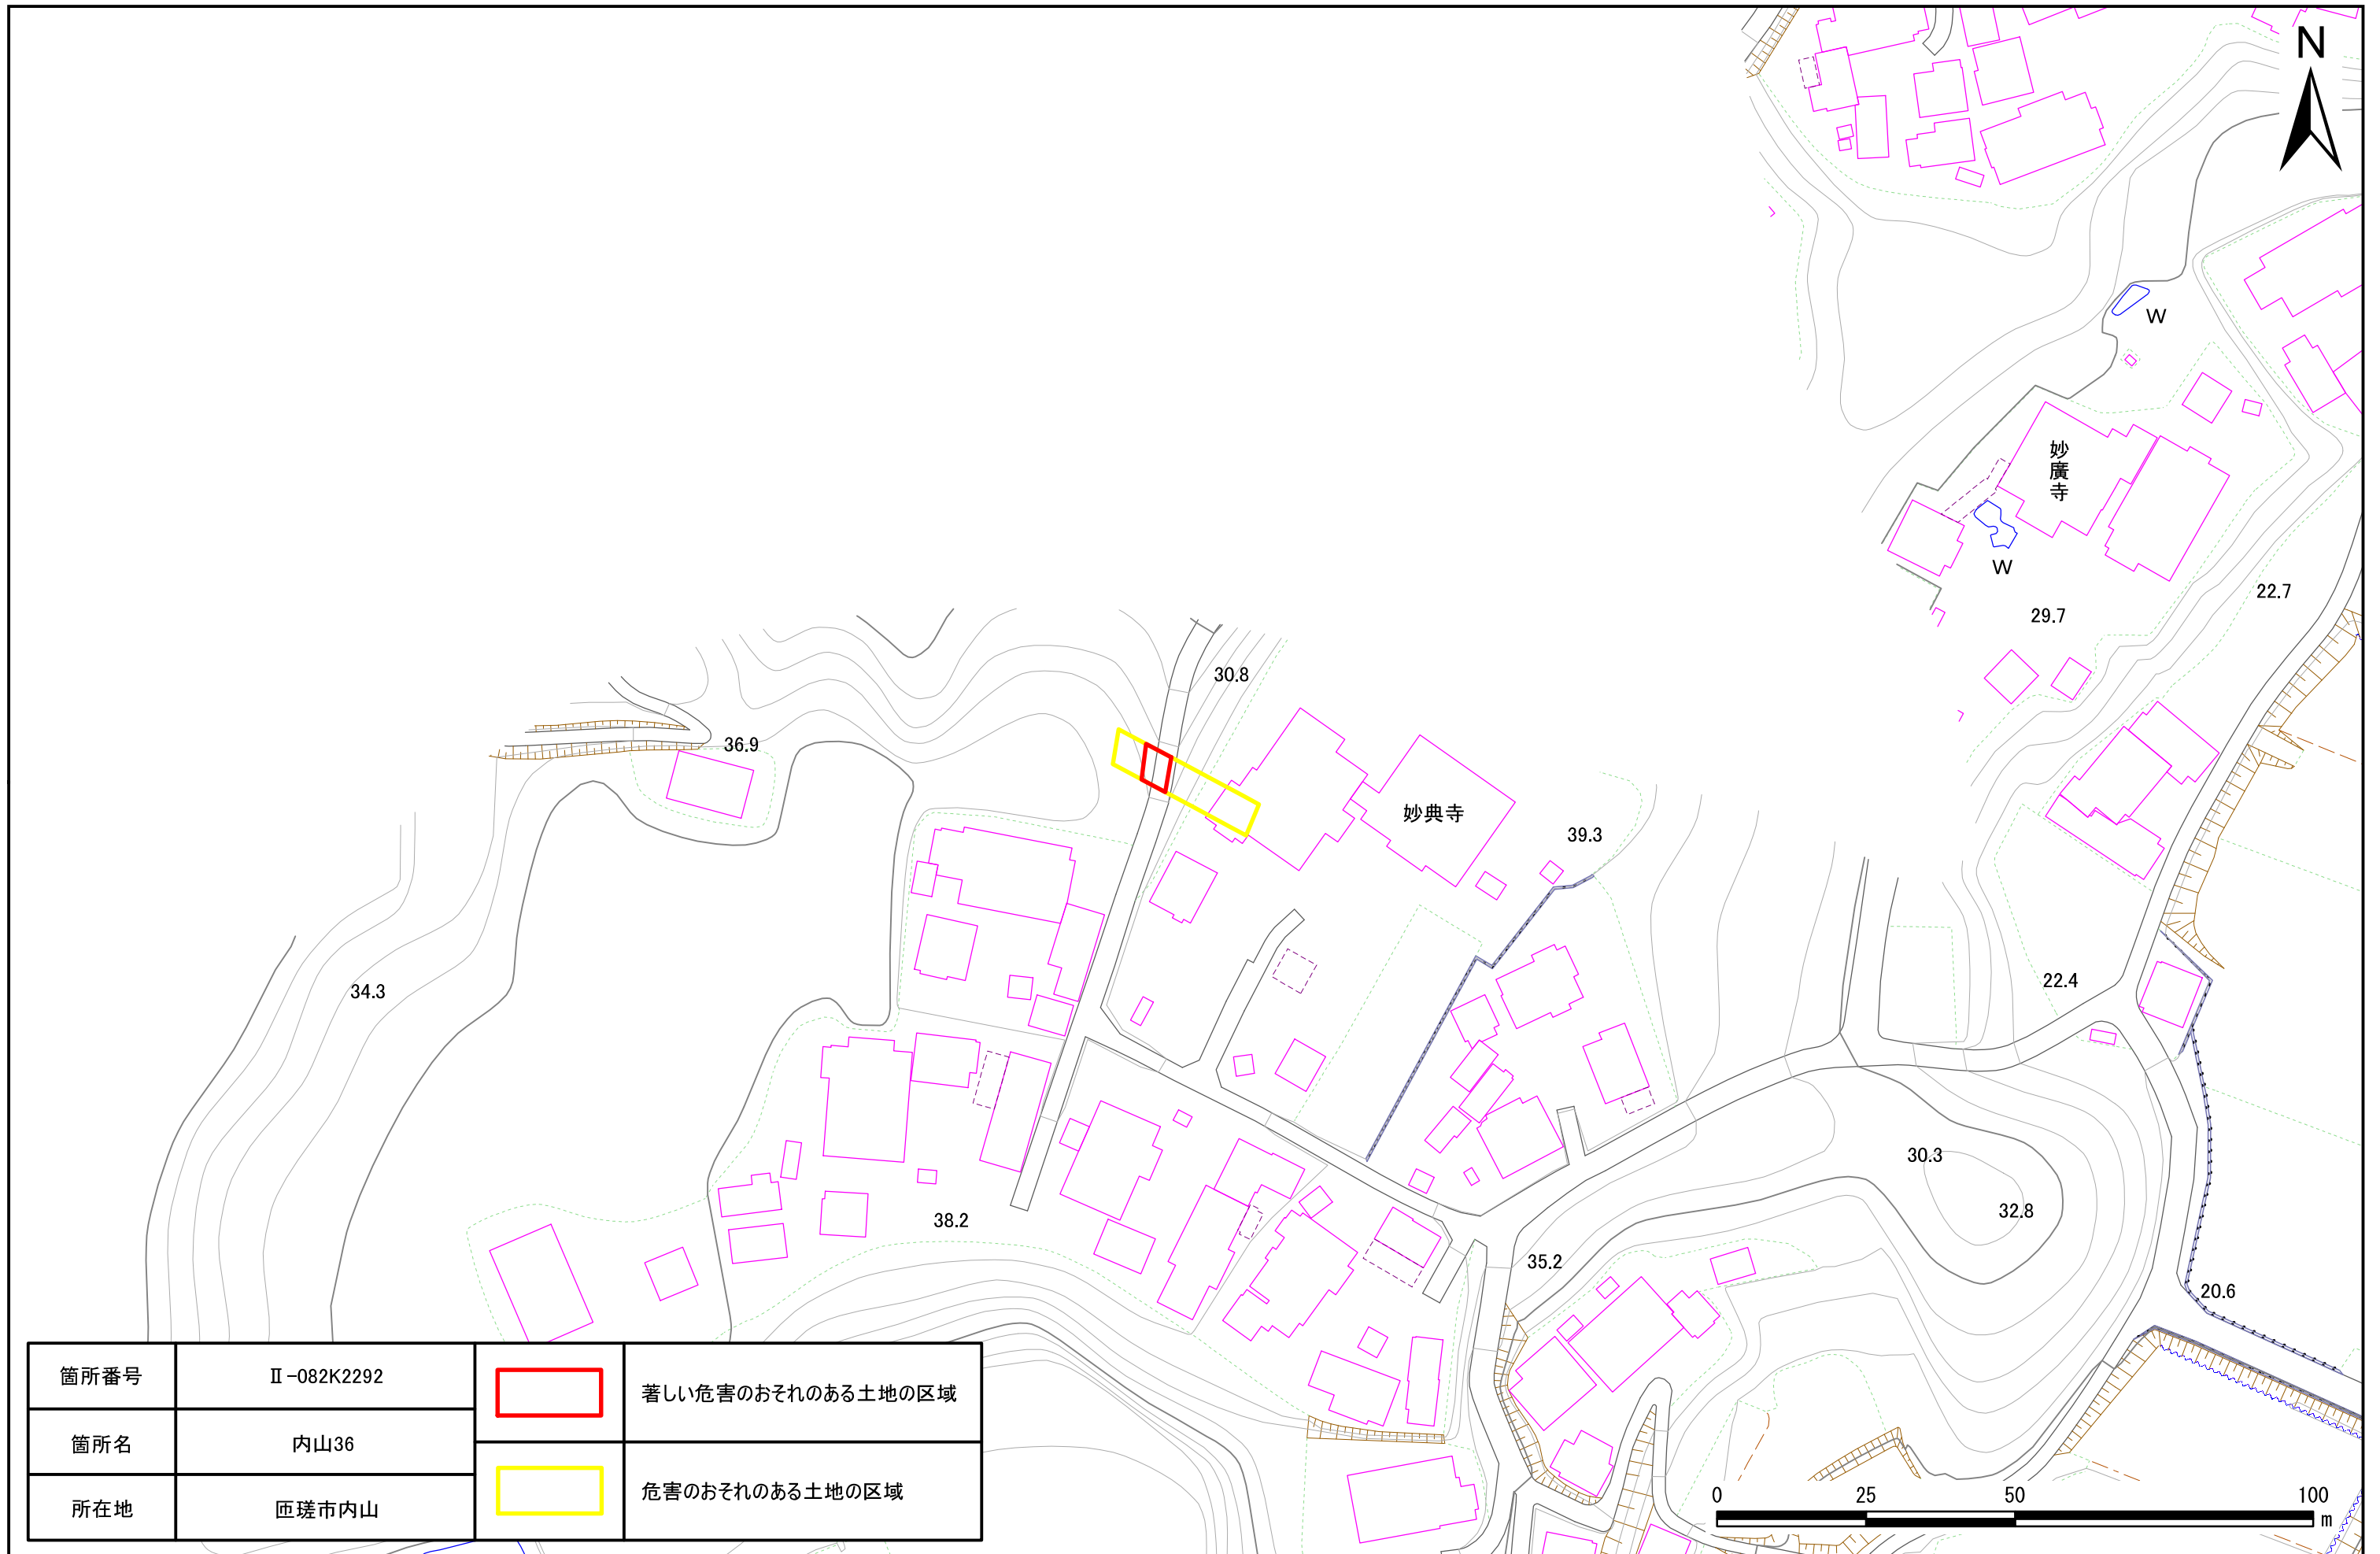 N
W
妙廣寺
W
22.7
29.7
30.8
36.9
妙典寺
39.3
34.3
22.4
30.3
32.8
38.2
35.2
20.6
箇所番号 Ⅱ-082K2292
箇所名 内山36
所在地 匝瑳市内山
著しい危害のおそれのある土地の区域
危害のおそれのある土地の区域
0 25 50 100
m